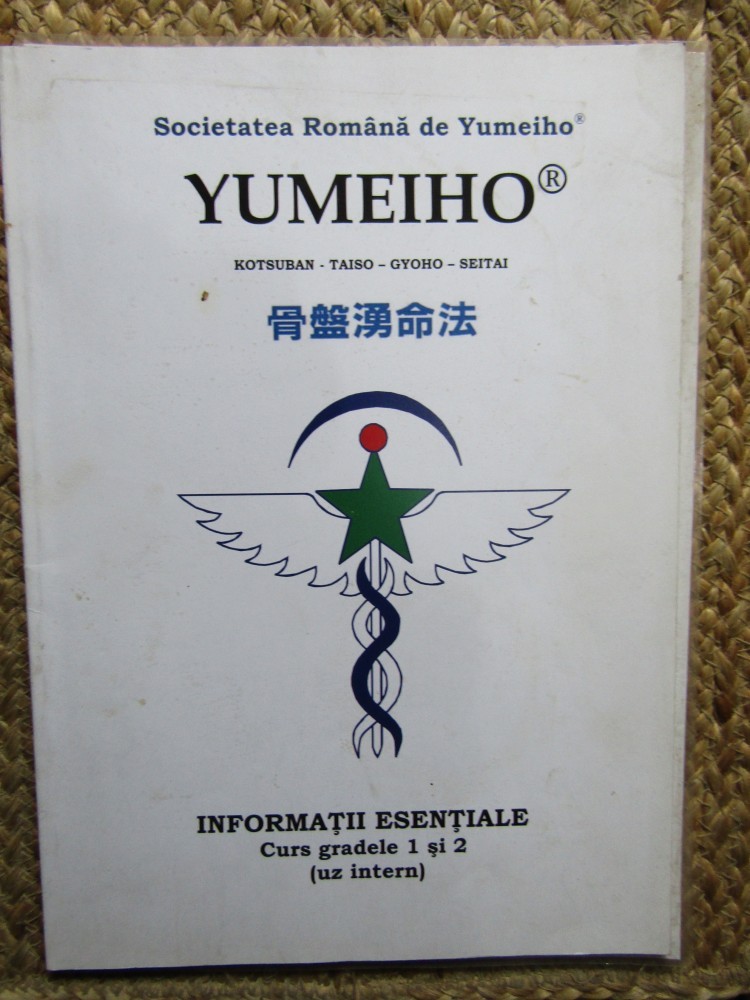 Societatea Română de Yumeiho®
YUMEIHO®
KOTSUBAN - TAISO – GYOHO – SEITAI
骨盤湧命法
INFORMAŢII ESENŢIALE
Curs gradele 1 şi 2
(uz intern)